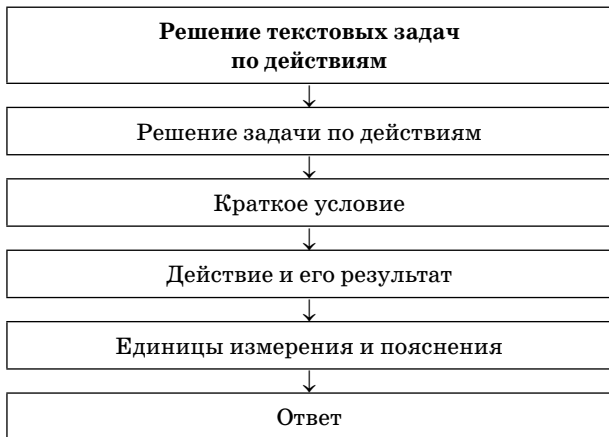 Решение текстовых задач
по действиям
Решение задачи по действиям
Краткое условие
Действие и его результат
Единицы измерения и пояснения
Ответ